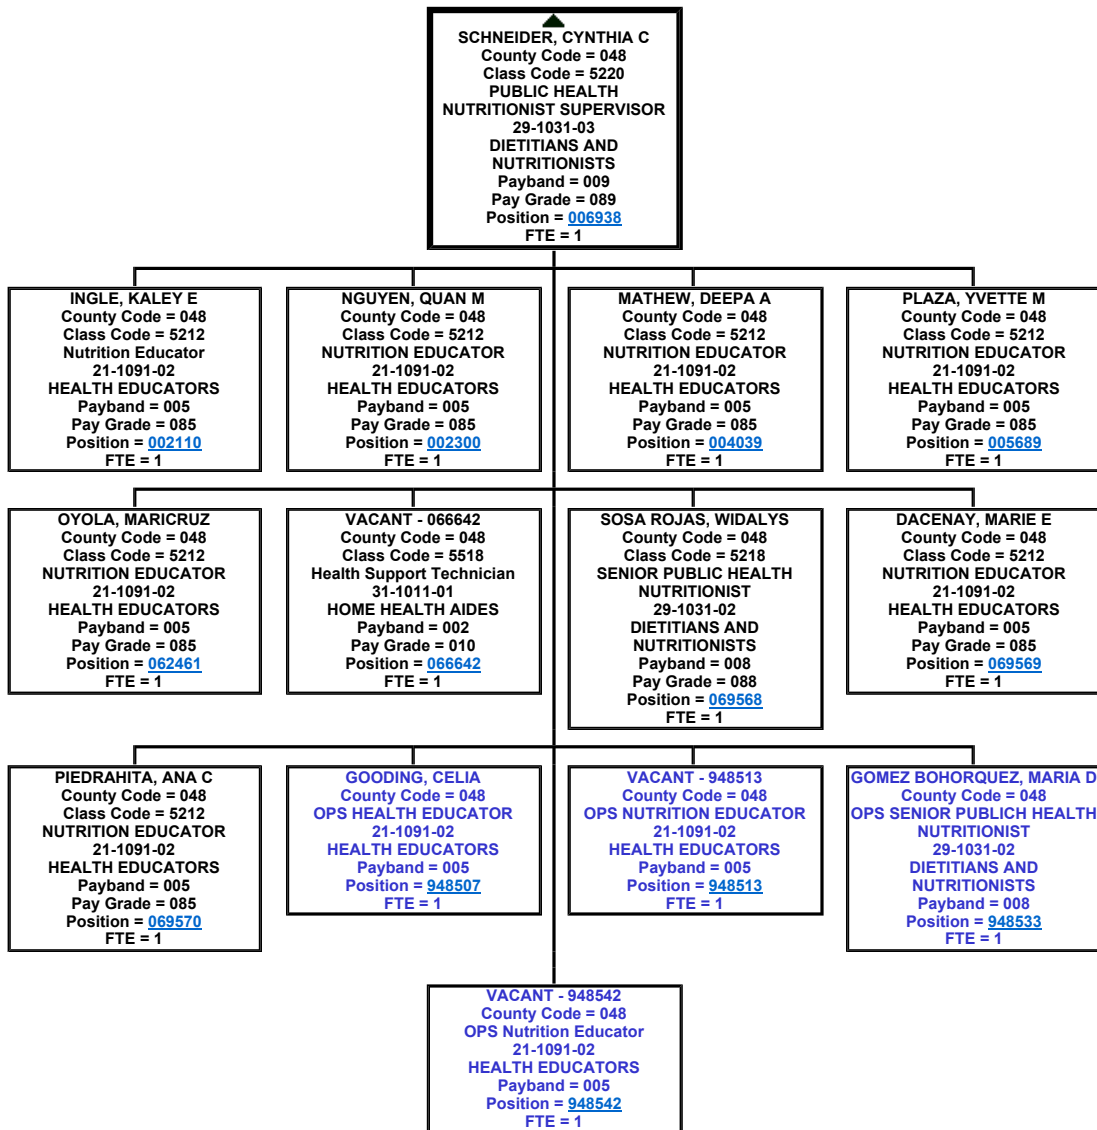 SCHNEIDER, CYNTHIA C
County Code = 048
Class Code = 5220
PUBLIC HEALTH
NUTRITIONIST SUPERVISOR
29-1031-03
DIETITIANS AND
NUTRITIONISTS
Payband = 009
Pay Grade = 089
Position = 006938
FTE = 1
INGLE, KALEY E
County Code = 048
Class Code = 5212
Nutrition Educator
21-1091-02
HEALTH EDUCATORS
Payband = 005
Pay Grade = 085
Position = 002110
FTE = 1
NGUYEN, QUAN M
County Code = 048
Class Code = 5212
NUTRITION EDUCATOR
21-1091-02
HEALTH EDUCATORS
Payband = 005
Pay Grade = 085
Position = 002300
FTE = 1
MATHEW, DEEPA A
County Code = 048
Class Code = 5212
NUTRITION EDUCATOR
21-1091-02
HEALTH EDUCATORS
Payband = 005
Pay Grade = 085
Position = 004039
FTE = 1
PLAZA, YVETTE M
County Code = 048
Class Code = 5212
NUTRITION EDUCATOR
21-1091-02
HEALTH EDUCATORS
Payband = 005
Pay Grade = 085
Position = 005689
FTE = 1
OYOLA, MARICRUZ
County Code = 048
Class Code = 5212
NUTRITION EDUCATOR
21-1091-02
HEALTH EDUCATORS
Payband = 005
Pay Grade = 085
Position = 062461
FTE = 1
VACANT - 066642
County Code = 048
Class Code = 5518
Health Support Technician
31-1011-01
HOME HEALTH AIDES
Payband = 002
Pay Grade = 010
Position = 066642
FTE = 1
SOSA ROJAS, WIDALYS
County Code = 048
Class Code = 5218
SENIOR PUBLIC HEALTH
NUTRITIONIST
29-1031-02
DIETITIANS AND
NUTRITIONISTS
Payband = 008
Pay Grade = 088
Position = 069568
FTE = 1
DACENAY, MARIE E
County Code = 048
Class Code = 5212
NUTRITION EDUCATOR
21-1091-02
HEALTH EDUCATORS
Payband = 005
Pay Grade = 085
Position = 069569
FTE = 1
PIEDRAHITA, ANA C
County Code = 048
Class Code = 5212
NUTRITION EDUCATOR
21-1091-02
HEALTH EDUCATORS
Payband = 005
Pay Grade = 085
Position = 069570
FTE = 1
GOODING, CELIA
County Code = 048
OPS HEALTH EDUCATOR
21-1091-02
HEALTH EDUCATORS
Payband = 005
Position = 948507
FTE = 1
VACANT - 948513
County Code = 048
OPS NUTRITION EDUCATOR
21-1091-02
HEALTH EDUCATORS
Payband = 005
Position = 948513
FTE = 1
GOMEZ BOHORQUEZ, MARIA D
County Code = 048
OPS SENIOR PUBLICH HEALTH
NUTRITIONIST
29-1031-02
DIETITIANS AND
NUTRITIONISTS
Payband = 008
Position = 948533
FTE = 1
VACANT - 948542
County Code = 048
OPS Nutrition Educator
21-1091-02
HEALTH EDUCATORS
Payband = 005
Position = 948542
FTE = 1